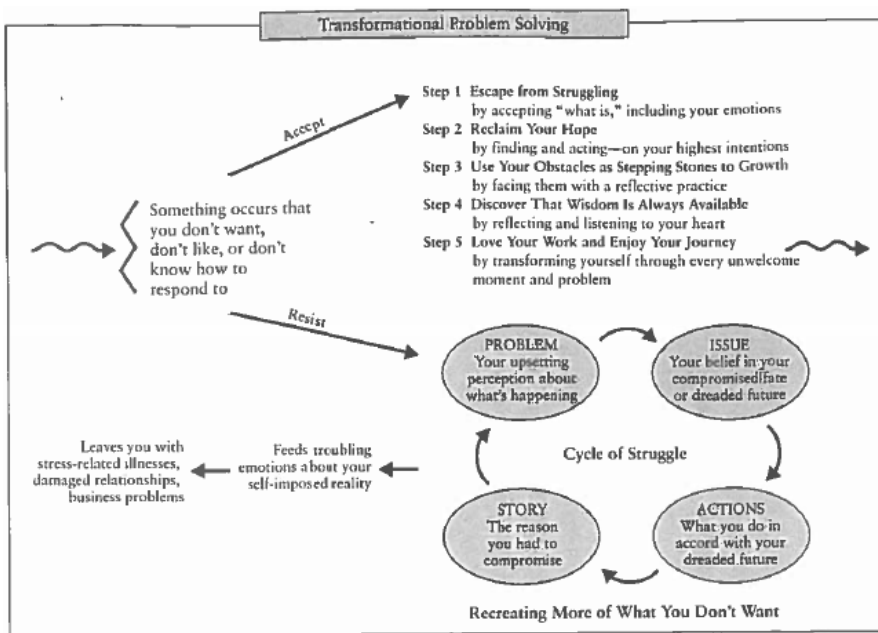 Transformational Problem Solving
Accept
Step 1 Escape from Struggling
by accepting "what is," including your emotions
Step 2 Reclaim Your Hope
by finding and acting—on your highest intentions
Step 3 Use Your Obstacles as Stepping Stones to Growth
by facing them with a reflective practice
Step 4 Discover That Wisdom Is Always Available
by reflecting and listening to your heart
Step 5 Love Your Work and Enjoy Your Journey
by transforming yourself through every unwelcome
moment and problem
Something occurs that
you don't want,
don't like, or don't
know how to
respond to
Resist
PROBLEM
Your upsetting
perception about
what's happening
ISSUE
Your belief in your
compromised fate
or dreaded future
Cycle of Struggle
ACTIONS
What you do in
accord with your
dreaded future
STORY
The reason
you had to
compromise
Feeds troubling
emotions about your
self-imposed reality
Leaves you with
stress-related illnesses,
damaged relationships,
business problems
Recreating More of What You Don't Want